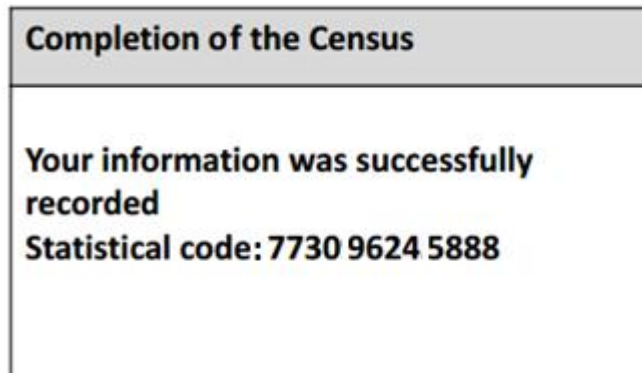 Completion of the Census
Your information was successfully
recorded
Statistical code: 7730 9624 5888